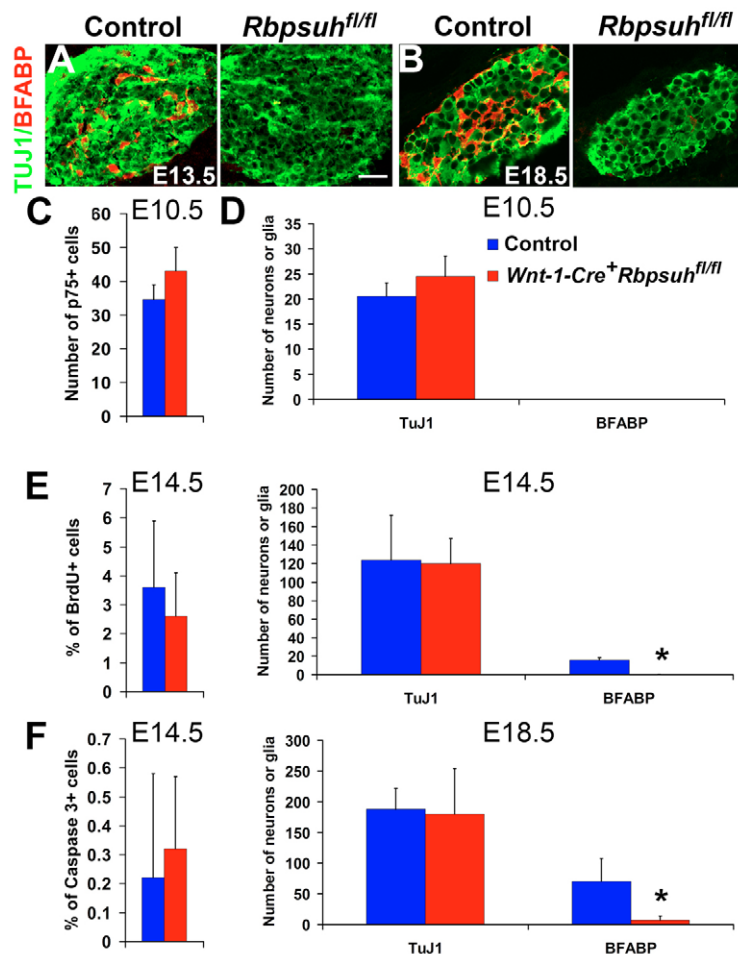 Control Rbpsuhfl/fl Control Rbpsuhfl/fl
TUJ1/BFABP
A
E13.5
B
E18.5
C
E10.5
Number of p75+ cells
60
50
40
30
20
10
0
D
E10.5
Number of neurons or glia
35
30
25
20
15
10
5
0
Control
Wnt-1-Cre+Rbpsuhfl/fl
TuJ1 BFABP
E
E14.5
% of BrdU+ cells
7
6
5
4
3
2
1
0
E14.5
Number of neurons or glia
200
180
160
140
120
100
80
60
40
20
0
*
TuJ1 BFABP
F
E14.5
% of Caspase 3+ cells
0.7
0.6
0.5
0.4
0.3
0.2
0.1
0
E18.5
Number of neurons or glia
300
250
200
150
100
50
0
*
TuJ1 BFABP